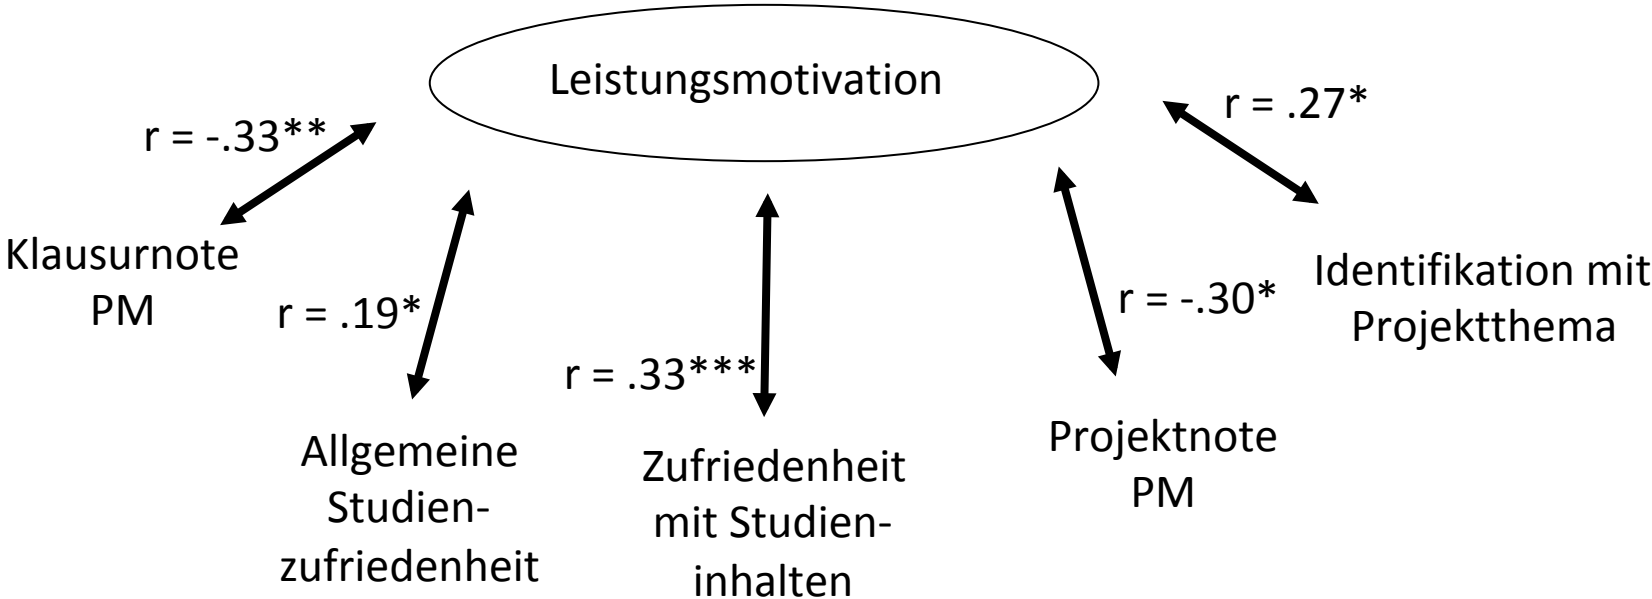 Leistungsmotivation
r = -.33**
r = .27*
Klausurnote
PM
r = .19*
r = .33***
r = -.30*
Identifikation mit
Projektthema
Allgemeine
Studien-
zufriedenheit
Zufriedenheit
mit Studien-
inhalten
Projektnote
PM